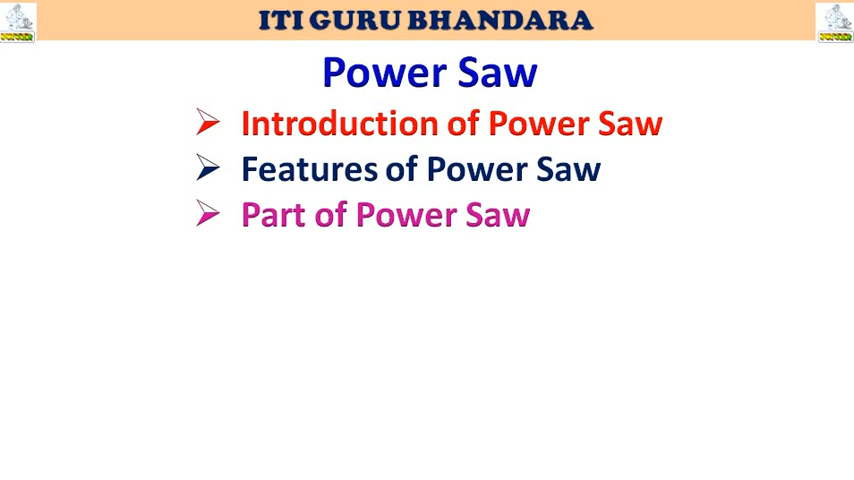 ITI GURU BHANDARA
Power Saw
Introduction of Power Saw
Features of Power Saw
Part of Power Saw